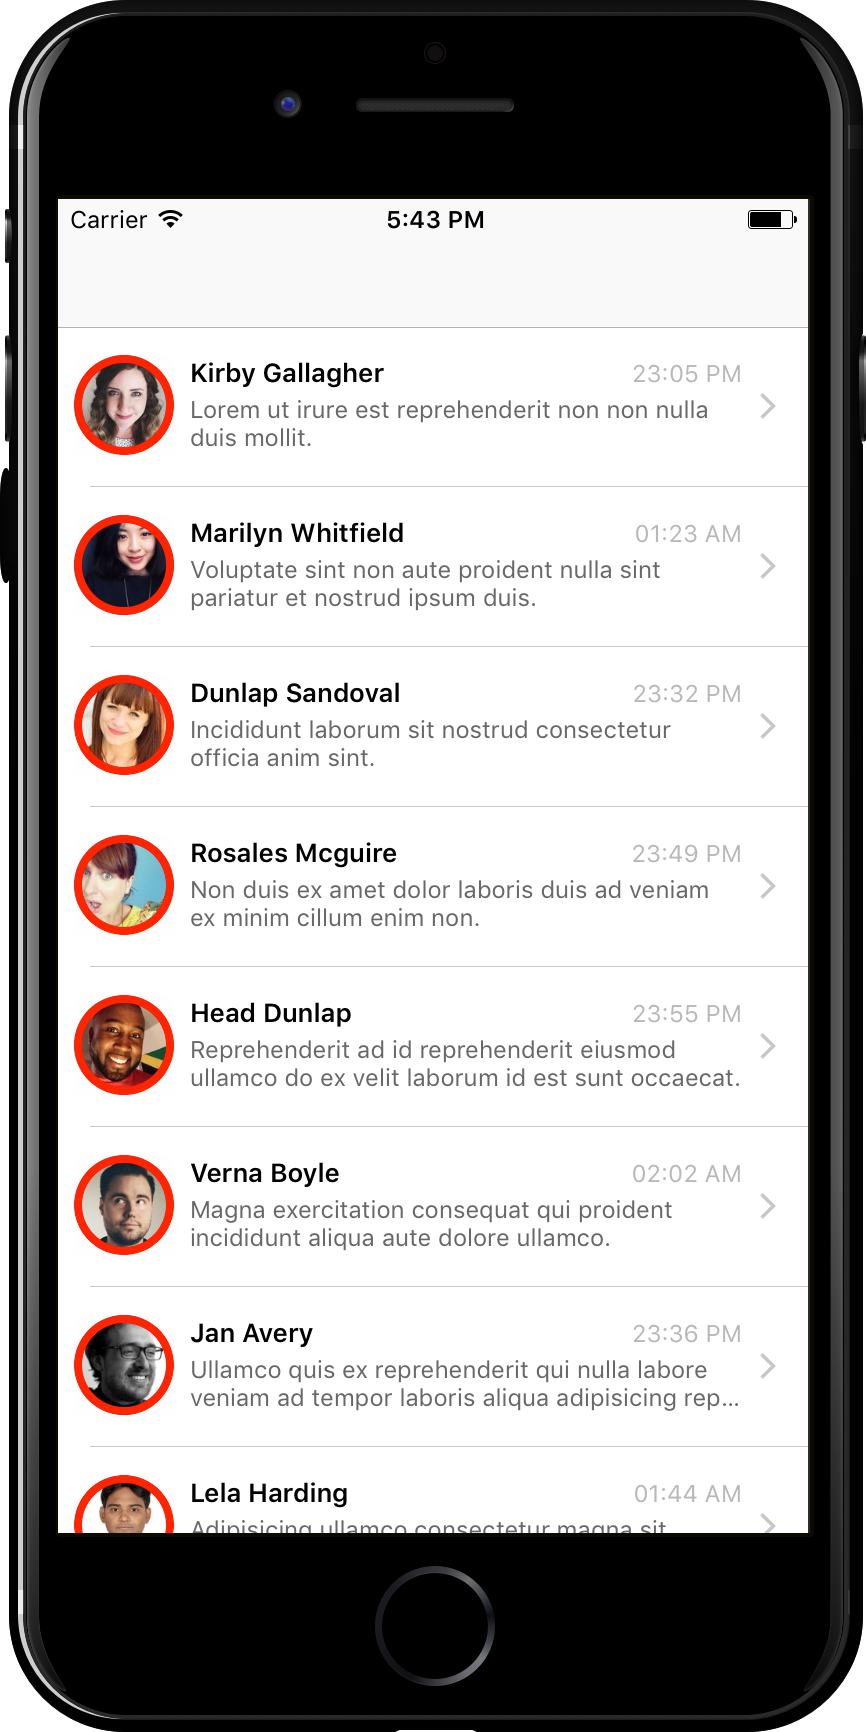 Carrier
5:43 PM
Kirby Gallagher
23:05 PM
Lorem ut irure est reprehenderit non non nulla
duis mollit.
Marilyn Whitfield
01:23 AM
Voluptate sint non aute proident nulla sint
pariatur et nostrud ipsum duis.
Dunlap Sandoval
23:32 PM
Incididunt laborum sit nostrud consectetur
officia anim sint.
Rosales Mcguire
23:49 PM
Non duis ex amet dolor laboris duis ad veniam
ex minim cillum enim non.
Head Dunlap
23:55 PM
Reprehenderit ad id reprehenderit eiusmod
ullamco do ex velit laborum id est sunt occaecat.
Verna Boyle
02:02 AM
Magna exercitation consequat qui proident
incididunt aliqua aute dolore ullamco.
Jan Avery
23:36 PM
Ullamco quis ex reprehenderit qui nulla labore
veniam ad tempor laboris aliqua adipisicing rep...
Lela Harding
01:44 AM
Adipisicing ullamco consectetur magna sit